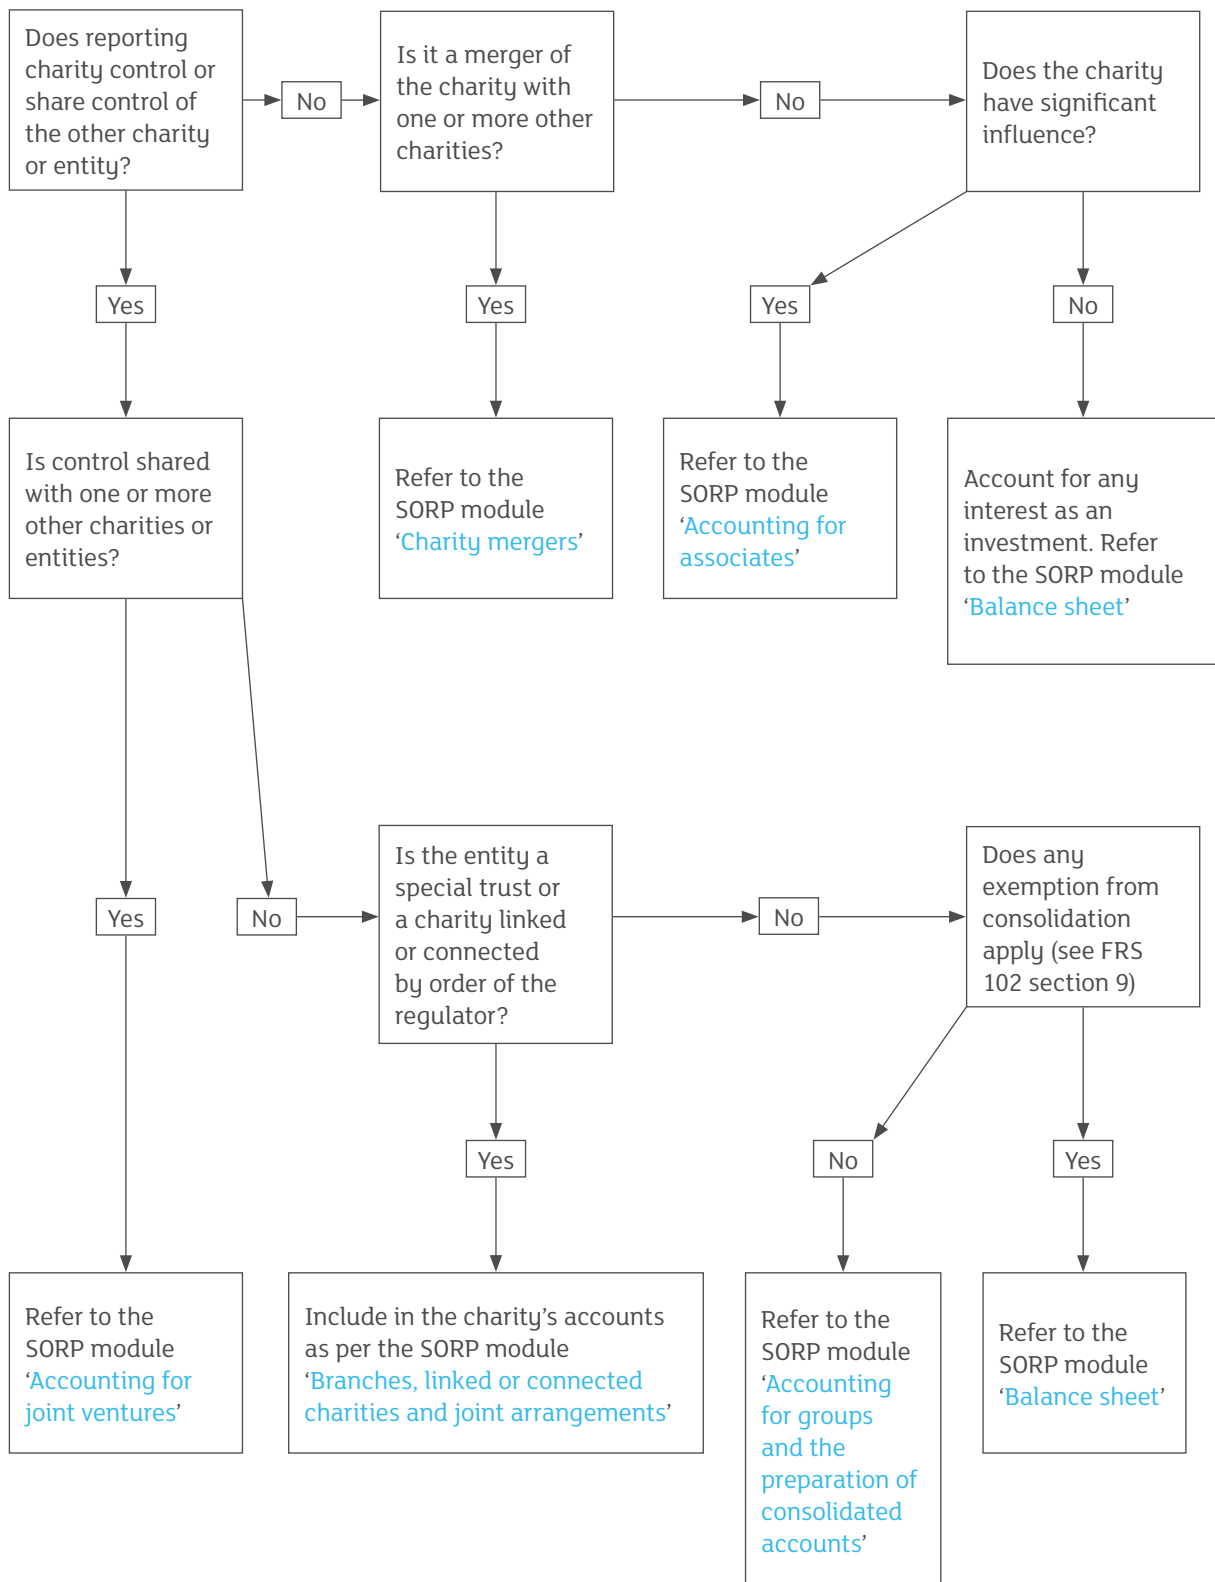 Does reporting
charity control or
share control of
the other charity
or entity?
No
Is it a merger of
the charity with
one or more other
charities?
No
Does the charity
have significant
influence?
Yes
Yes
Yes
No
Is control shared
with one or more
other charities or
entities?
Refer to the
SORP module
‘Charity mergers’
Refer to the
SORP module
‘Accounting for
associates’
Account for any
interest as an
investment. Refer
to the SORP module
‘Balance sheet’
Yes
No
Is the entity a
special trust or
a charity linked
or connected
by order of the
regulator?
No
Does any
exemption from
consolidation
apply (see FRS
102 section 9)
Yes
No
Yes
Refer to the
SORP module
‘Accounting for
joint ventures’
Include in the charity’s accounts
as per the SORP module
‘Branches, linked or connected
charities and joint arrangements’
Refer to the
SORP module
‘Accounting
for groups
and the
preparation of
consolidated
accounts’
Refer to the
SORP module
‘Balance sheet’